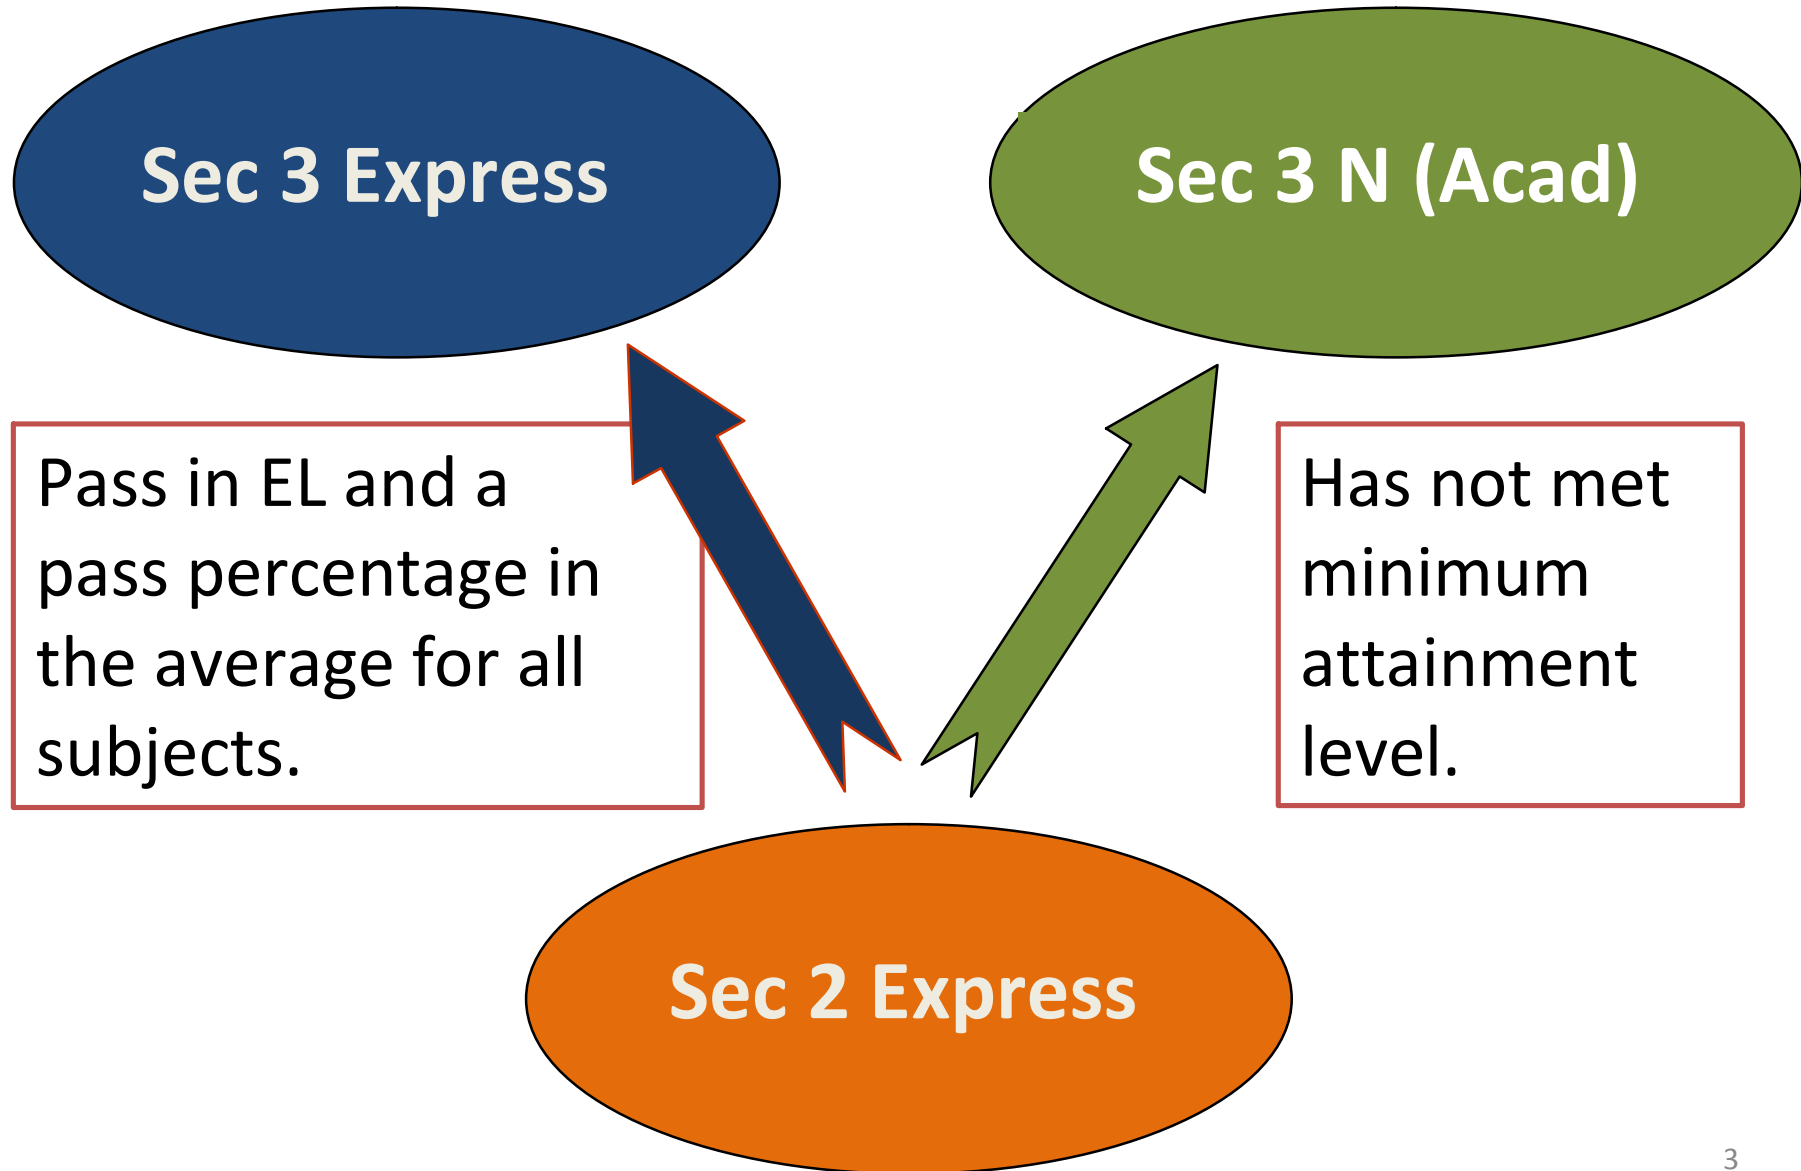 Sec 3 Express
Sec 3 N (Acad)
Pass in EL and a
pass percentage in
the average for all
subjects.
Has not met
minimum
attainment
level.
Sec 2 Express
3